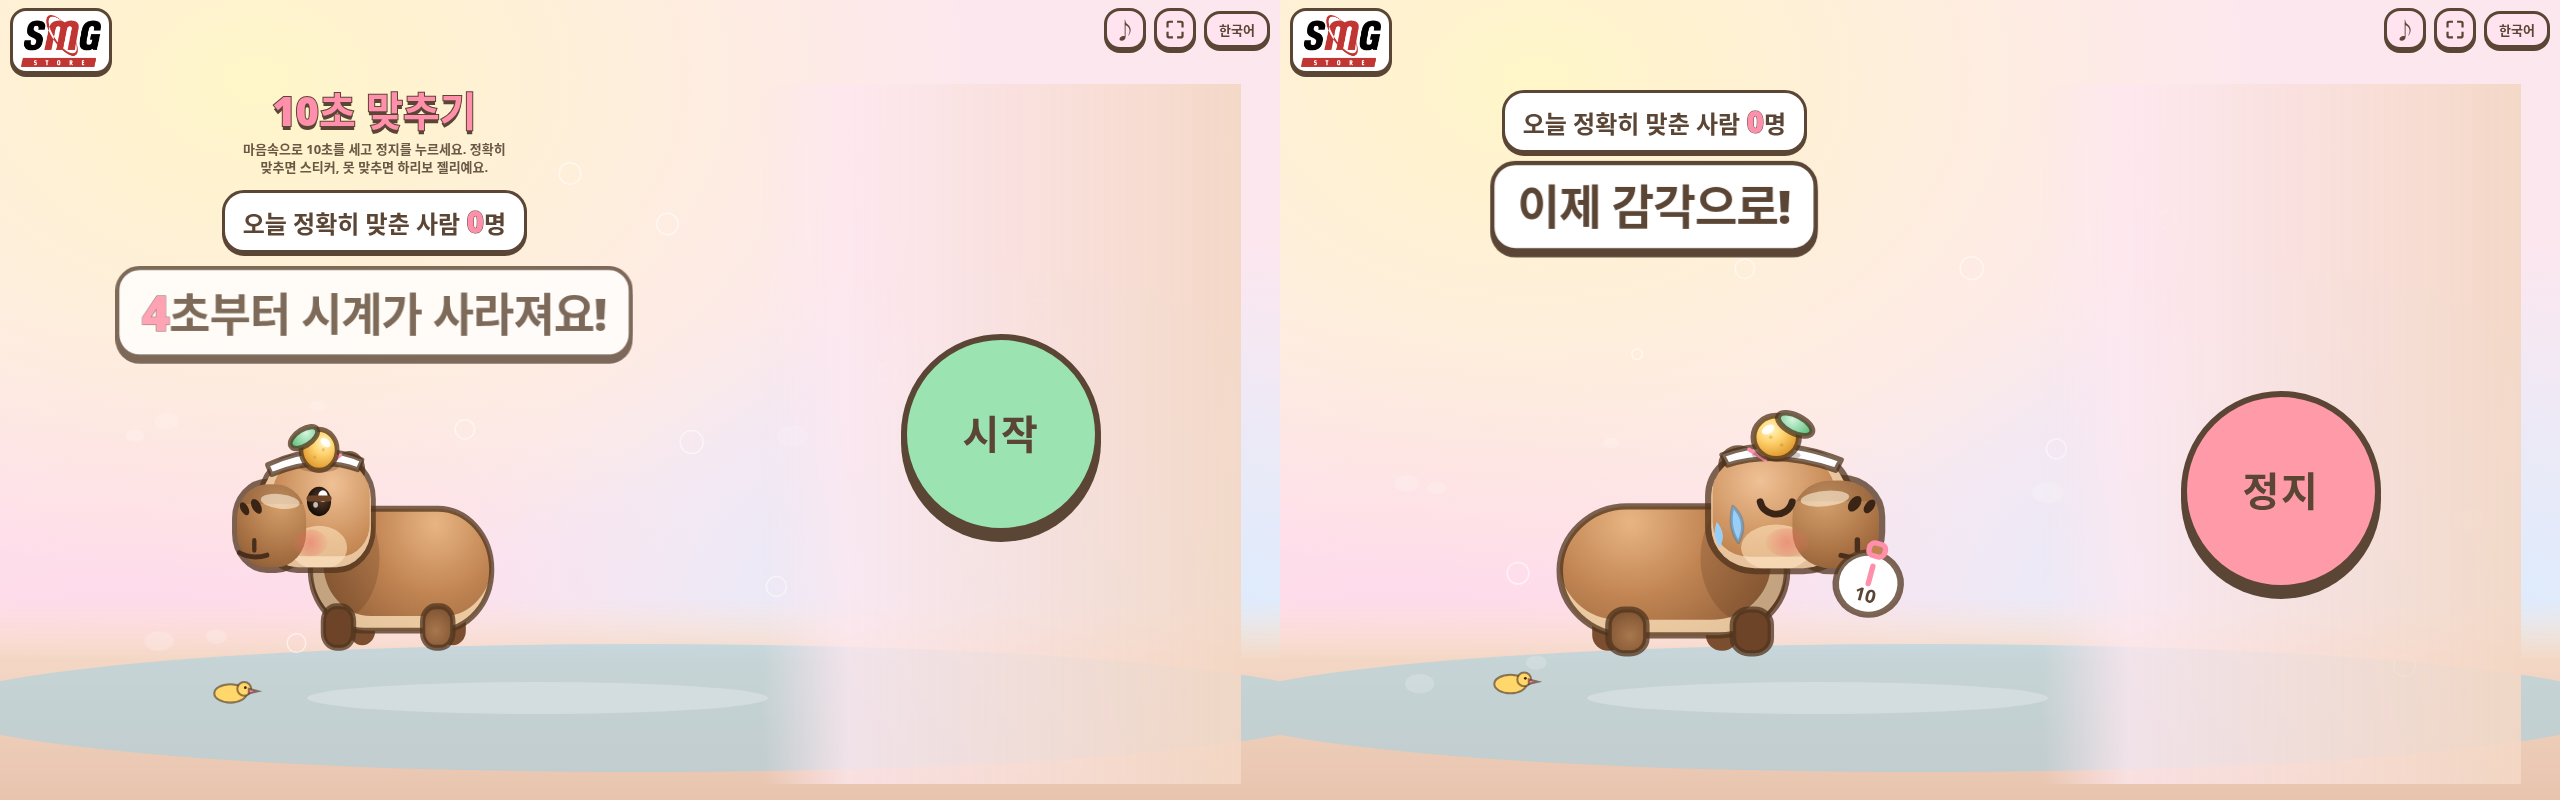 SMG
STORE
♪
한국어
10초 맞추기
마음속으로 10초를 세고 정지를 누르세요. 정확히
맞추면 스티커, 못 맞추면 하리보 젤리예요.
오늘 정확히 맞춘 사람 0명
4초부터 시계가 사라져요!
시작
SMG
STORE
♪
한국어
오늘 정확히 맞춘 사람 0명
이제 감각으로!
정지
10